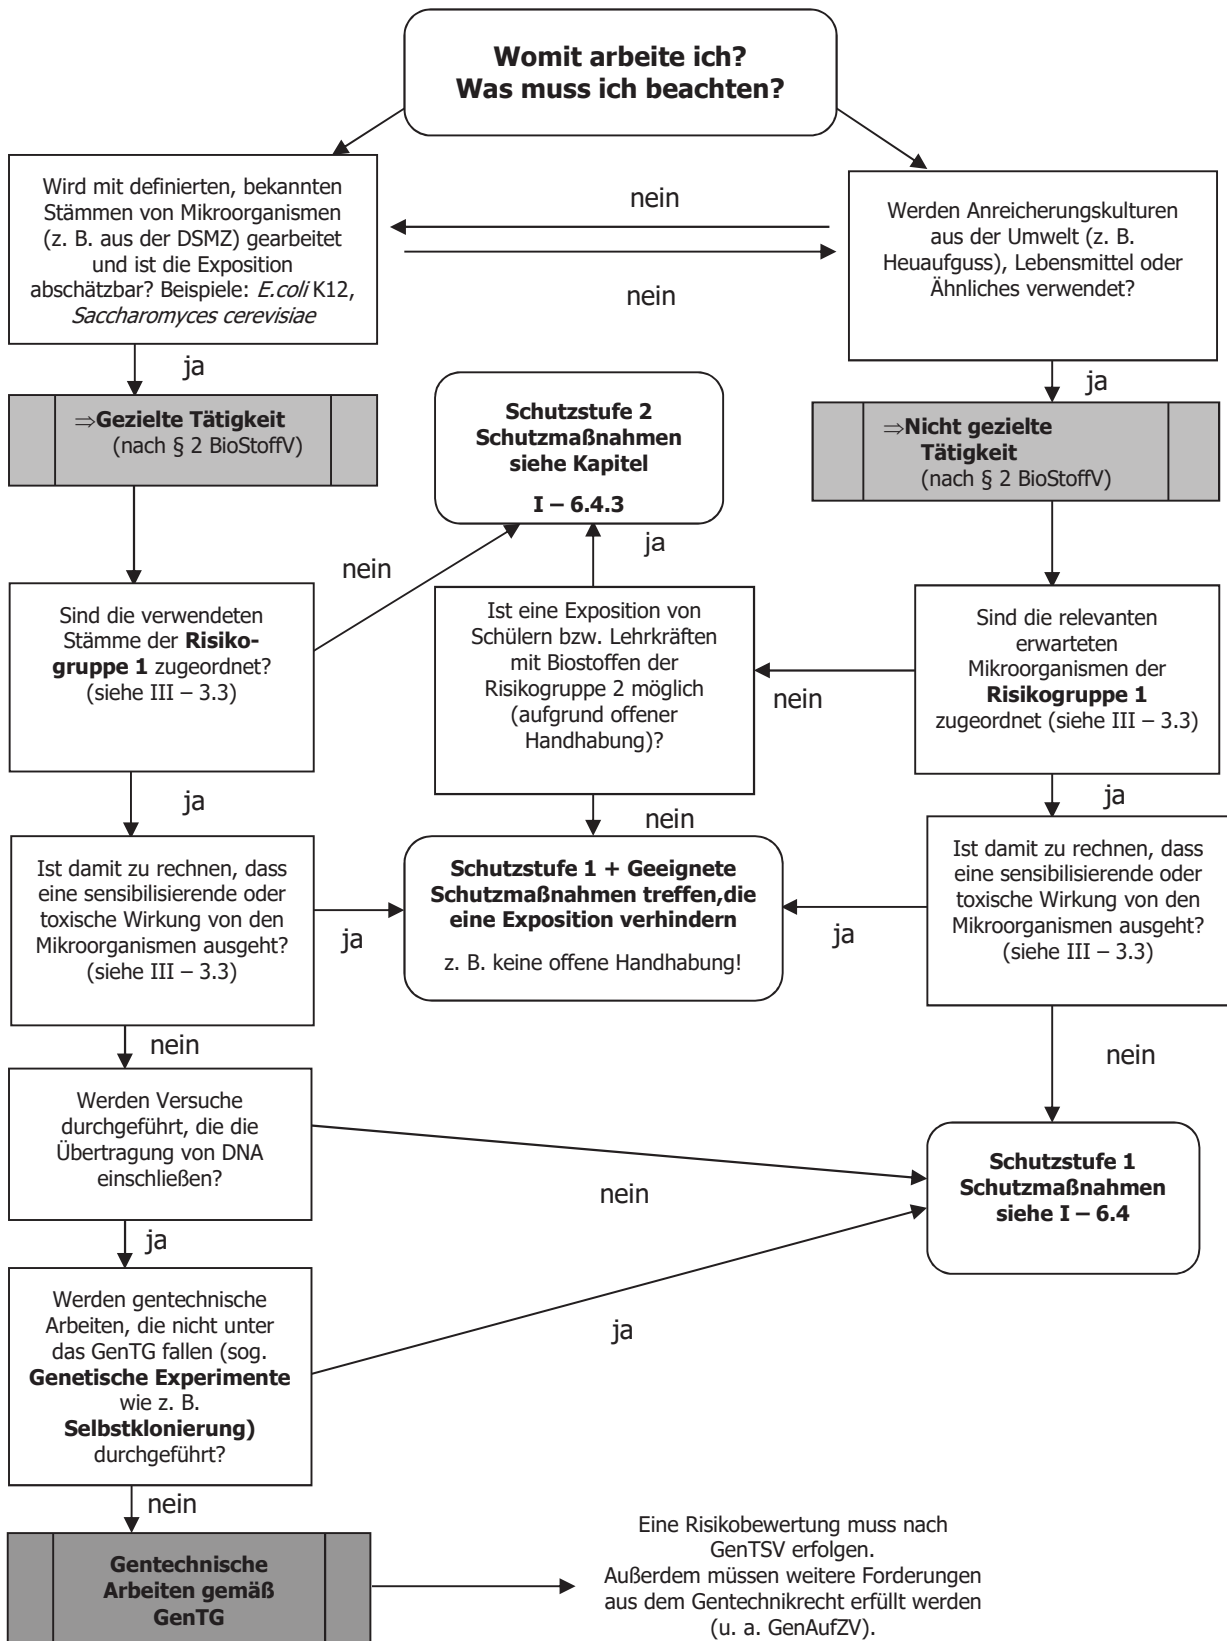 Womit arbeite ich?
Was muss ich beachten?
Wird mit definierten, bekannten
Stämmen von Mikroorganismen
(z. B. aus der DSMZ) gearbeitet
und ist die Exposition
abschätzbar? Beispiele: E.coli K12,
Saccharomyces cerevisiae
nein
nein
Werden Anreicherungskulturen
aus der Umwelt (z. B.
Heuaufguss), Lebensmittel oder
Ähnliches verwendet?
ja
ja
⇒Gezielte Tätigkeit
(nach § 2 BioStoffV)
Schutzstufe 2
Schutzmaßnahmen
siehe Kapitel
I – 6.4.3
⇒Nicht gezielte
Tätigkeit
(nach § 2 BioStoffV)
nein
ja
Sind die verwendeten
Stämme der Risiko-
gruppe 1 zugeordnet?
(siehe III – 3.3)
Ist eine Exposition von
Schülern bzw. Lehrkräften
mit Biostoffen der
Risikogruppe 2 möglich
(aufgrund offener
Handhabung)?
nein
Sind die relevanten
erwarteten
Mikroorganismen der
Risikogruppe 1
zugeordnet (siehe III – 3.3)
ja
nein
ja
Ist damit zu rechnen, dass
eine sensibilisierende oder
toxische Wirkung von den
Mikroorganismen ausgeht?
(siehe III – 3.3)
ja
Schutzstufe 1 + Geeignete
Schutzmaßnahmen treffen,die
eine Exposition verhindern
z. B. keine offene Handhabung!
ja
Ist damit zu rechnen, dass
eine sensibilisierende oder
toxische Wirkung von den
Mikroorganismen ausgeht?
(siehe III – 3.3)
nein
nein
Werden Versuche
durchgeführt, die die
Übertragung von DNA
einschließen?
nein
Schutzstufe 1
Schutzmaßnahmen
siehe I – 6.4
ja
Werden gentechnische
Arbeiten, die nicht unter
das GenTG fallen (sog.
Genetische Experimente
wie z. B.
Selbstklonierung)
durchgeführt?
ja
nein
Gentechnische
Arbeiten gemäß
GenTG
Eine Risikobewertung muss nach
GenTSV erfolgen.
Außerdem müssen weitere Forderungen
aus dem Gentechnikrecht erfüllt werden
(u. a. GenAufZV).